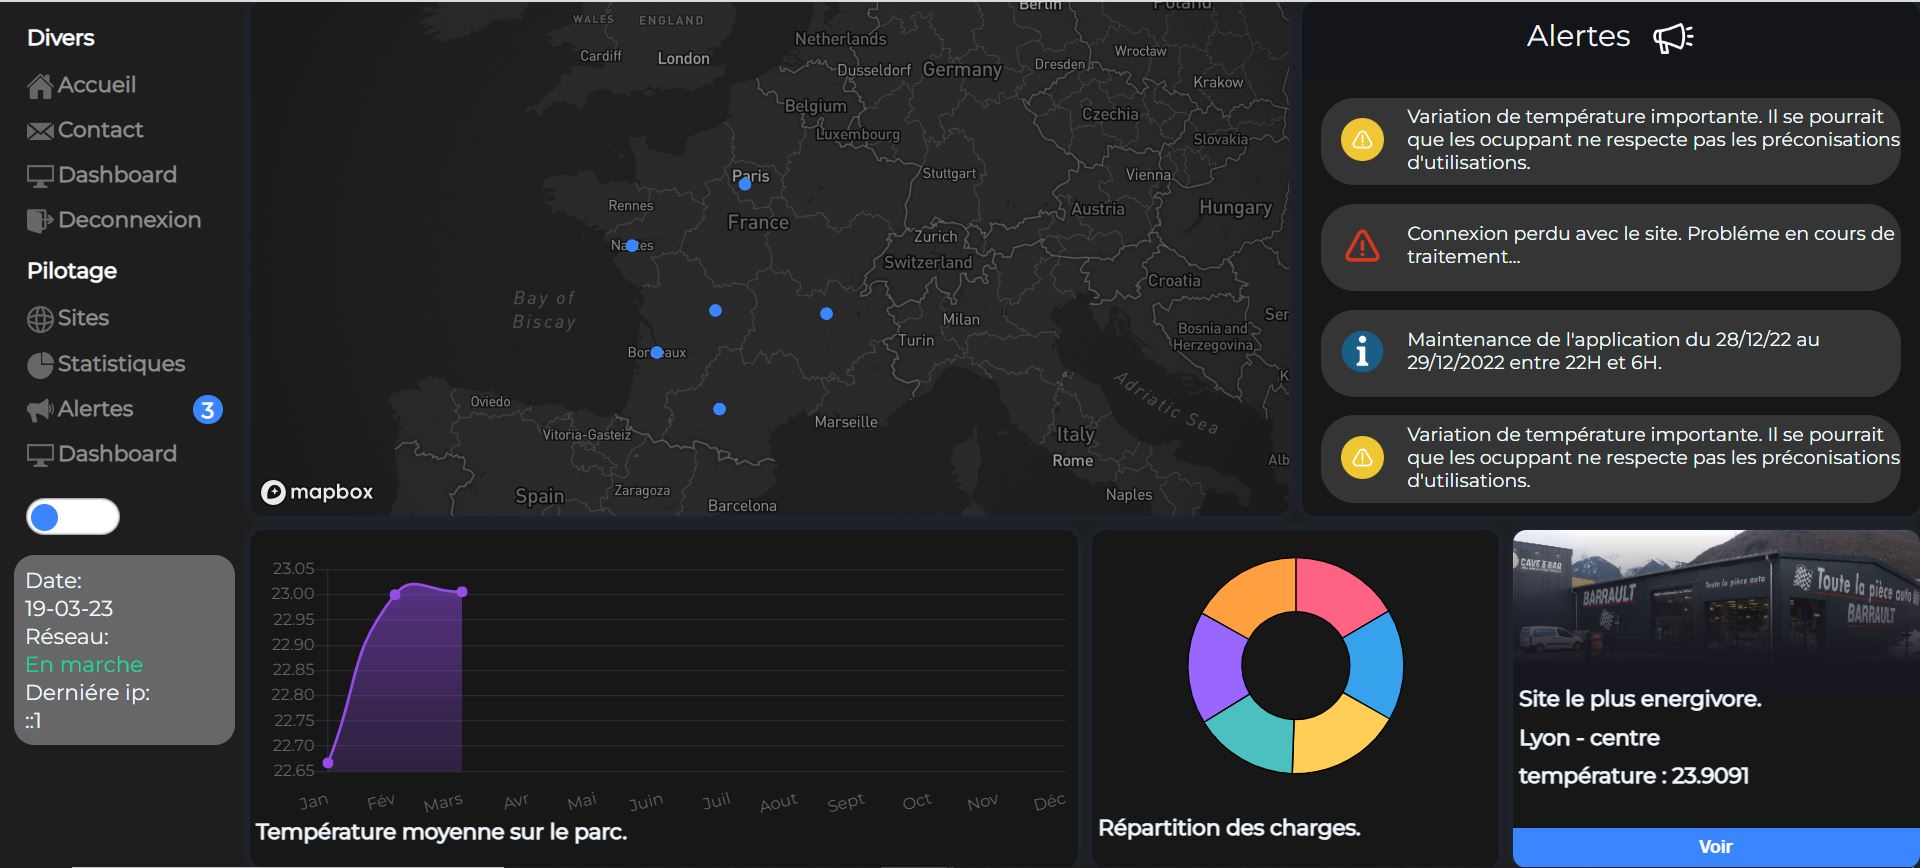 Divers
Accueil
Contact
Dashboard
Deconnexion
Pilotage
Sites
Statistiques
Alertes
3
Dashboard
Date:
19-03-23
Réseau:
En marche
Derniére ip:
::1
WALES
ENGLAND
Berlin
Poland
Netherlands
Wrocław
Cardiff
London
Dusseldorf
Germany
Dresden
Krakow
Belgium
Czechia
Luxembourg
Slovakia
Paris
Stuttgart
Vienna
Rennes
France
Austria
Hungary
Nantes
Zurich
Switzerland
Bay of
Biscay
Croatia
Ser
Milan
Turin
Bosnia and
Herzegovina
Bordeaux
Oviedo
Adriatic Sea
K
Vitoria-Gasteiz
Marseille
Italy
Rome
Alb
mapbox
Spain
Zaragoza
Barcelona
Naples
Alertes
Variation de température importante. Il se pourrait
que les ocuppant ne respecte pas les préconisations
d'utilisations.
Connexion perdu avec le site. Probléme en cours de
traitement...
Maintenance de l'application du 28/12/22 au
29/12/2022 entre 22H et 6H.
Variation de température importante. Il se pourrait
que les ocuppant ne respecte pas les préconisations
d'utilisations.
23.05
23.00
22.95
22.90
22.85
22.80
22.75
22.70
22.65
Jan Fév Mars Avr Mai Juin Juil Aout Sept Oct Nov Déc
Température moyenne sur le parc.
Répartition des charges.
CAVE & BAR
BARRAULT
Toute la pièce auto
Toute la pièce auto
BARRAULT
Site le plus energivore.
Lyon - centre
température : 23.9091
Voir